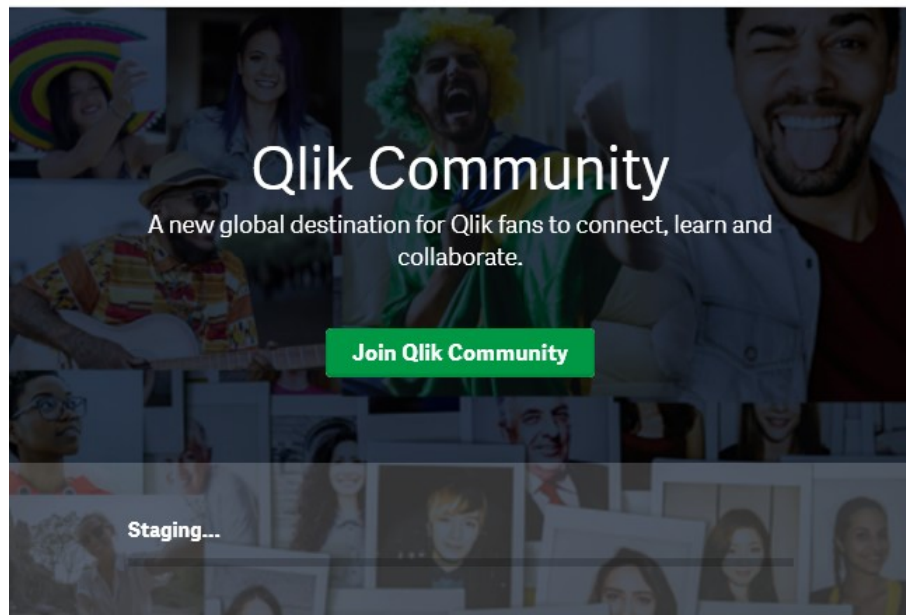 Qlik Community
A new global destination for Qlik fans to connect, learn and
collaborate.
Join Qlik Community
Staging...